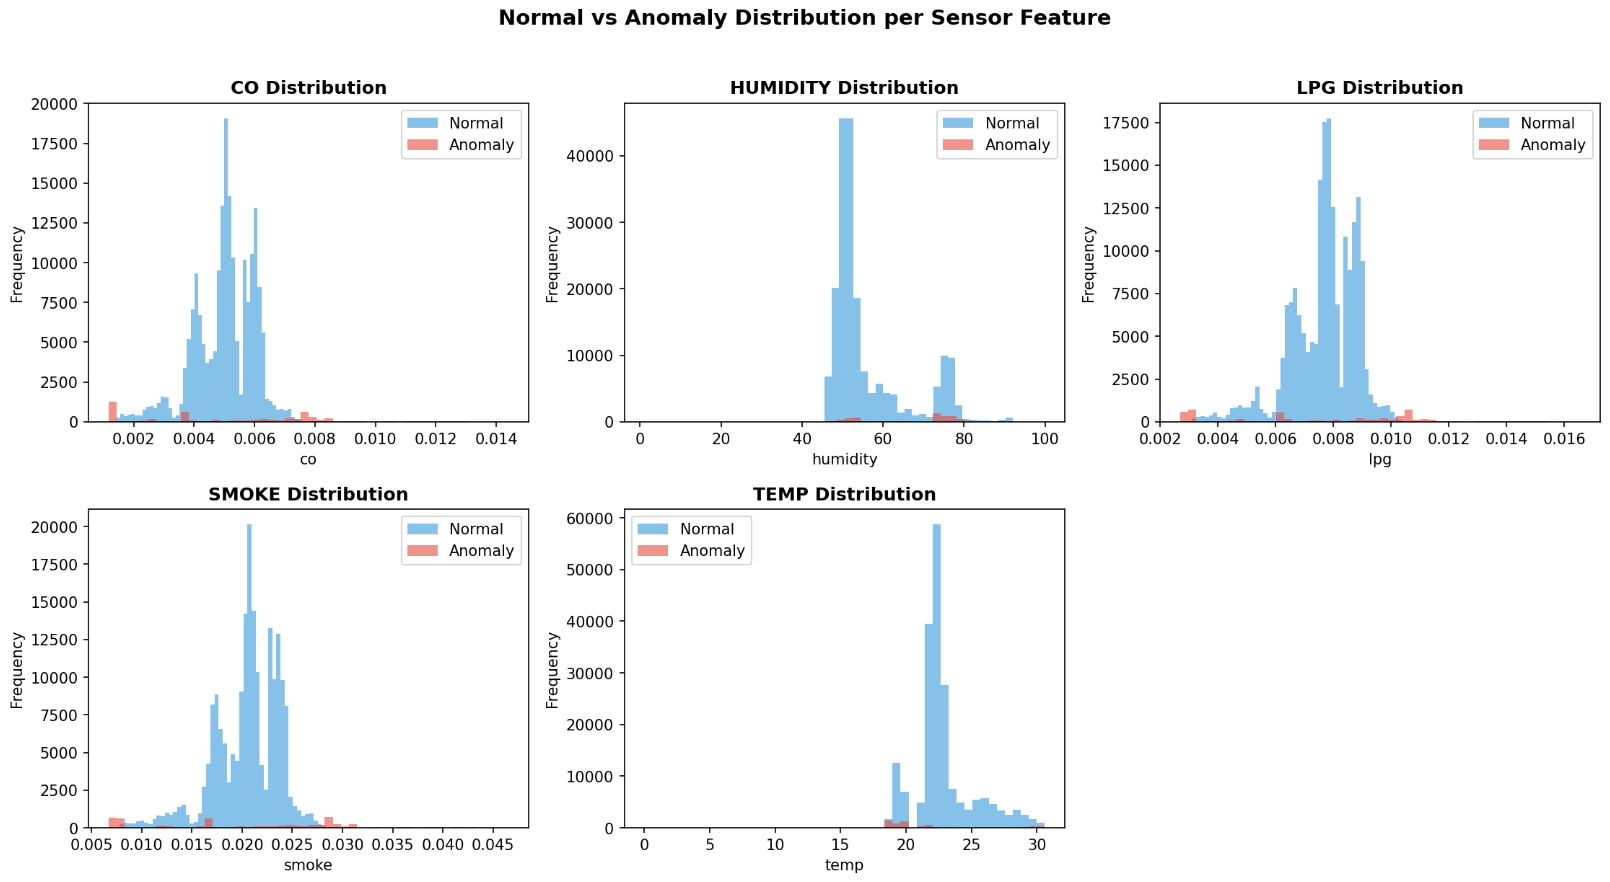 Normal vs Anomaly Distribution per Sensor Feature
CO Distribution
20000
17500
15000
12500
10000
7500
5000
2500
0
Frequency
Normal
Anomaly
0.002 0.004 0.006 0.008 0.010 0.012 0.014
co
HUMIDITY Distribution
40000
30000
20000
10000
0
Frequency
Normal
Anomaly
0 20 40 60 80 100
humidity
LPG Distribution
17500
15000
12500
10000
7500
5000
2500
0
Frequency
Normal
Anomaly
0.002 0.004 0.006 0.008 0.010 0.012 0.014 0.016
lpg
SMOKE Distribution
20000
17500
15000
12500
10000
7500
5000
2500
0
Frequency
Normal
Anomaly
0.005 0.010 0.015 0.020 0.025 0.030 0.035 0.040 0.045
smoke
TEMP Distribution
60000
50000
40000
30000
20000
10000
0
Frequency
Normal
Anomaly
0 5 10 15 20 25 30
temp